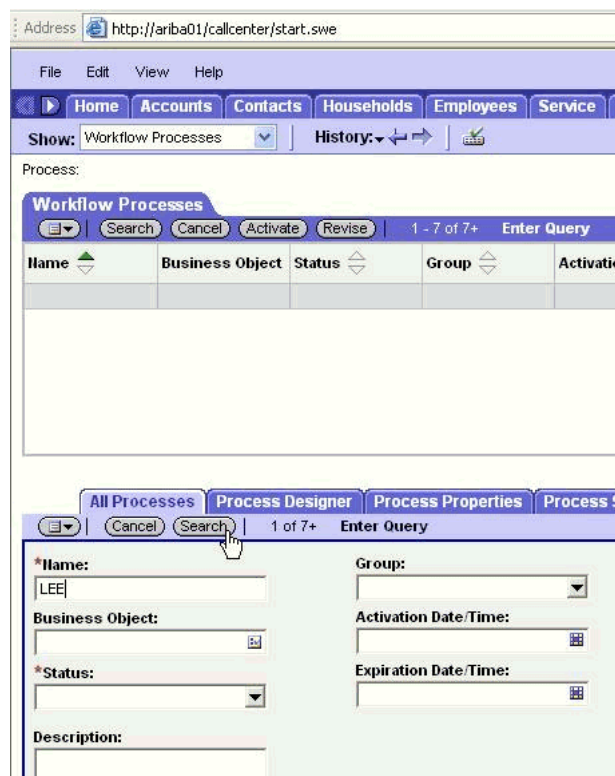 Address http://ariba01/callcenter/start.swe
File Edit View Help
Home Accounts Contacts Households Employees Service
Show: Workflow Processes History:
Process:
Workflow Processes
Search Cancel Activate Revise 1 - 7 of 7+ Enter Query
Name Business Object Status Group Activati
All Processes Process Designer Process Properties Process
Cancel Search 1 of 7+ Enter Query
*Name: Group:
LEE
Business Object: Activation Date/Time:
*Status: Expiration Date/Time:
Description: